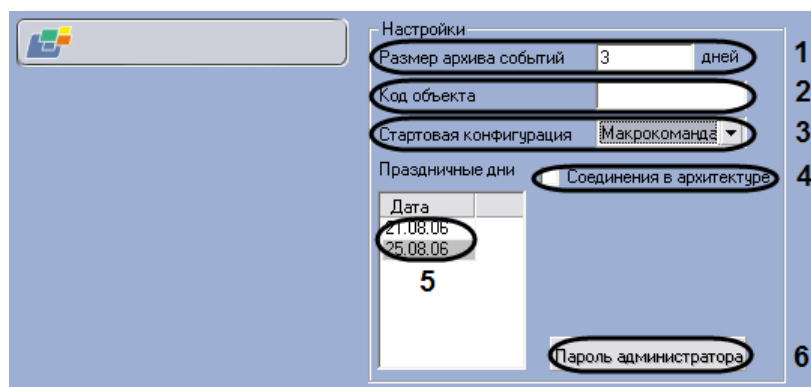 Настройки
Размер архива событий 3 дней 1
Код объекта 2
Стартовая конфигурация Макрокоманда 3
Праздничные дни Соединения в архитектуре 4
Дата
21.08.06
25.08.06
5
Пароль администратора 6